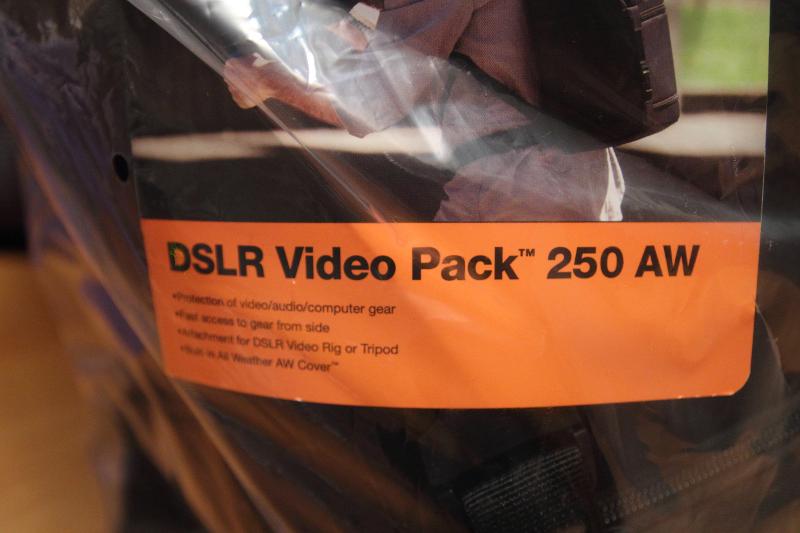 DSLR Video Pack™ 250 AW
•Protection of video/audio/computer gear
•Fast access to gear from side
•Attachment for DSLR Video Rig or Tripod
•Built-in All Weather AW Cover™